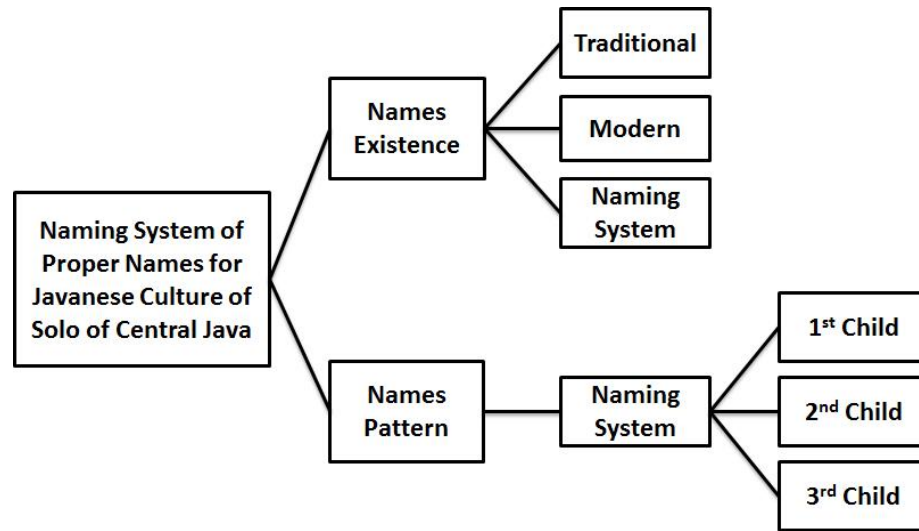 Naming System of
Proper Names for
Javanese Culture of
Solo of Central Java
Names
Existence
Traditional
Modern
Naming
System
Names
Pattern
Naming
System
1st Child
2nd Child
3rd Child